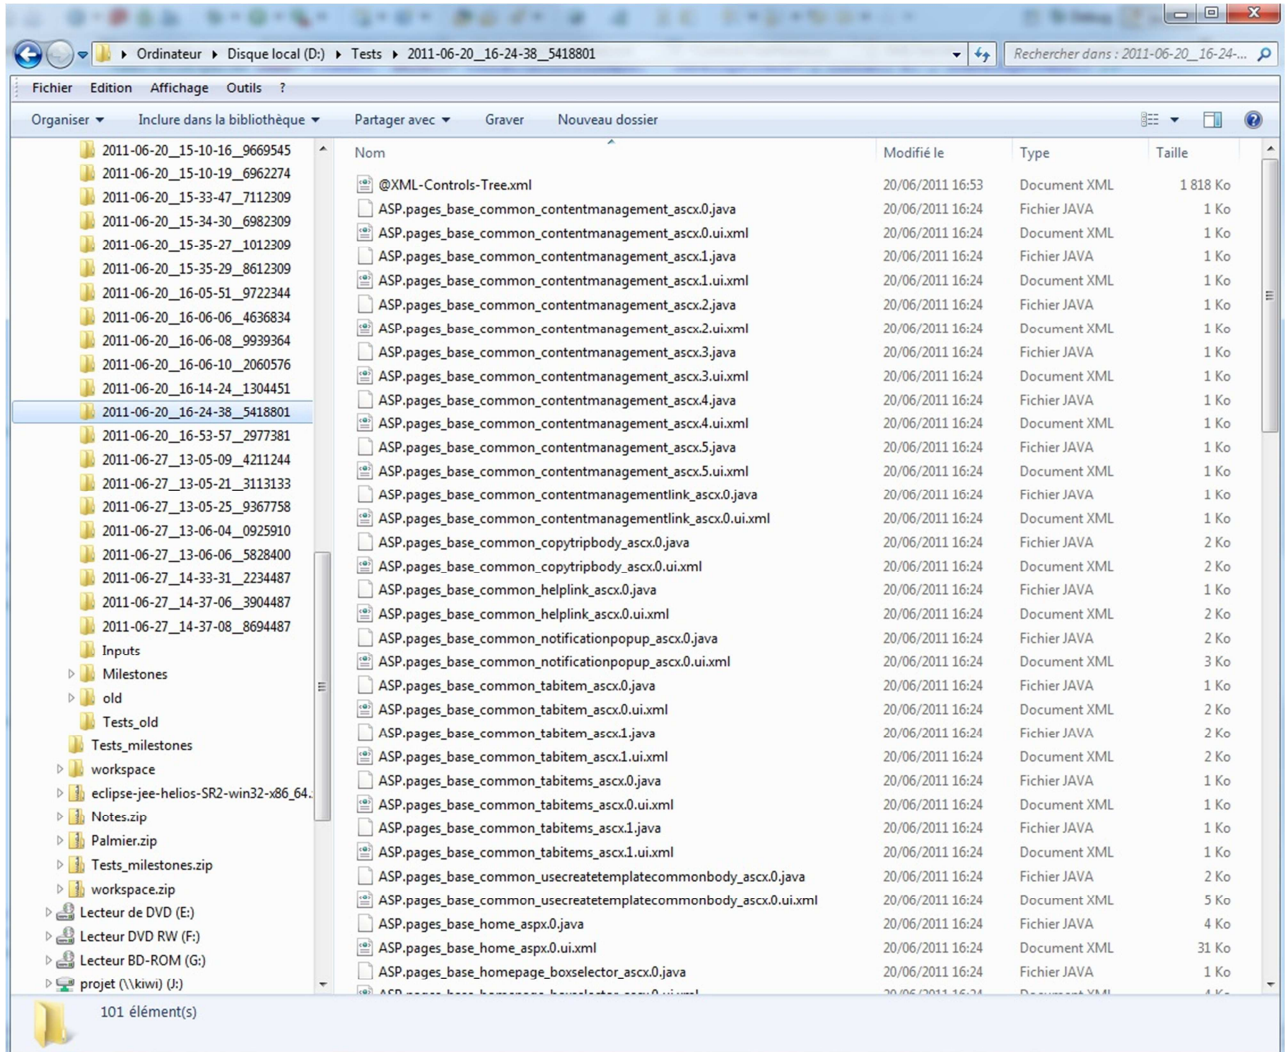 Ordinateur ▸ Disque local (D:) ▸ Tests ▸ 2011-06-20__16-24-38__5418801
Rechercher dans : 2011-06-20__16-24-...
Fichier Edition Affichage Outils ?
Organiser Inclure dans la bibliothèque Partager avec Graver Nouveau dossier
2011-06-20__15-10-16__9669545
2011-06-20__15-10-19__6962274
2011-06-20__15-33-47__7112309
2011-06-20__15-34-30__6982309
2011-06-20__15-35-27__1012309
2011-06-20__15-35-29__8612309
2011-06-20__16-05-51__9722344
2011-06-20__16-06-06__4636834
2011-06-20__16-06-08__9939364
2011-06-20__16-06-10__2060576
2011-06-20__16-14-24__1304451
2011-06-20__16-24-38__5418801
2011-06-20__16-53-57__2977381
2011-06-27__13-05-09__4211244
2011-06-27__13-05-21__3113133
2011-06-27__13-05-25__9367758
2011-06-27__13-06-04__0925910
2011-06-27__13-06-06__5828400
2011-06-27__14-33-31__2234487
2011-06-27__14-37-06__3904487
2011-06-27__14-37-08__8694487
Inputs
Milestones
old
Tests_old
Tests_milestones
workspace
eclipse-jee-helios-SR2-win32-x86_64.
Notes.zip
Palmier.zip
Tests_milestones.zip
workspace.zip
Lecteur de DVD (E:)
Lecteur DVD RW (F:)
Lecteur BD-ROM (G:)
projet (\\kiwi) (J:)
Nom Modifié le Type Taille
@XML-Controls-Tree.xml 20/06/2011 16:53 Document XML 1 818 Ko
ASP.pages_base_common_contentmanagement_ascx.0.java 20/06/2011 16:24 Fichier JAVA 1 Ko
ASP.pages_base_common_contentmanagement_ascx.0.ui.xml 20/06/2011 16:24 Document XML 1 Ko
ASP.pages_base_common_contentmanagement_ascx.1.java 20/06/2011 16:24 Fichier JAVA 1 Ko
ASP.pages_base_common_contentmanagement_ascx.1.ui.xml 20/06/2011 16:24 Document XML 1 Ko
ASP.pages_base_common_contentmanagement_ascx.2.java 20/06/2011 16:24 Fichier JAVA 1 Ko
ASP.pages_base_common_contentmanagement_ascx.2.ui.xml 20/06/2011 16:24 Document XML 1 Ko
ASP.pages_base_common_contentmanagement_ascx.3.java 20/06/2011 16:24 Fichier JAVA 1 Ko
ASP.pages_base_common_contentmanagement_ascx.3.ui.xml 20/06/2011 16:24 Document XML 1 Ko
ASP.pages_base_common_contentmanagement_ascx.4.java 20/06/2011 16:24 Fichier JAVA 1 Ko
ASP.pages_base_common_contentmanagement_ascx.4.ui.xml 20/06/2011 16:24 Document XML 1 Ko
ASP.pages_base_common_contentmanagement_ascx.5.java 20/06/2011 16:24 Fichier JAVA 1 Ko
ASP.pages_base_common_contentmanagement_ascx.5.ui.xml 20/06/2011 16:24 Document XML 1 Ko
ASP.pages_base_common_contentmanagementlink_ascx.0.java 20/06/2011 16:24 Fichier JAVA 1 Ko
ASP.pages_base_common_contentmanagementlink_ascx.0.ui.xml 20/06/2011 16:24 Document XML 1 Ko
ASP.pages_base_common_copytripbody_ascx.0.java 20/06/2011 16:24 Fichier JAVA 2 Ko
ASP.pages_base_common_copytripbody_ascx.0.ui.xml 20/06/2011 16:24 Document XML 2 Ko
ASP.pages_base_common_helplink_ascx.0.java 20/06/2011 16:24 Fichier JAVA 1 Ko
ASP.pages_base_common_helplink_ascx.0.ui.xml 20/06/2011 16:24 Document XML 2 Ko
ASP.pages_base_common_notificationpopup_ascx.0.java 20/06/2011 16:24 Fichier JAVA 2 Ko
ASP.pages_base_common_notificationpopup_ascx.0.ui.xml 20/06/2011 16:24 Document XML 3 Ko
ASP.pages_base_common_tabitem_ascx.0.java 20/06/2011 16:24 Fichier JAVA 1 Ko
ASP.pages_base_common_tabitem_ascx.0.ui.xml 20/06/2011 16:24 Document XML 2 Ko
ASP.pages_base_common_tabitem_ascx.1.java 20/06/2011 16:24 Fichier JAVA 2 Ko
ASP.pages_base_common_tabitem_ascx.1.ui.xml 20/06/2011 16:24 Document XML 2 Ko
ASP.pages_base_common_tabitems_ascx.0.java 20/06/2011 16:24 Fichier JAVA 1 Ko
ASP.pages_base_common_tabitems_ascx.0.ui.xml 20/06/2011 16:24 Document XML 1 Ko
ASP.pages_base_common_tabitems_ascx.1.java 20/06/2011 16:24 Fichier JAVA 1 Ko
ASP.pages_base_common_tabitems_ascx.1.ui.xml 20/06/2011 16:24 Document XML 1 Ko
ASP.pages_base_common_usecreatetemplatecommonbody_ascx.0.java 20/06/2011 16:24 Fichier JAVA 2 Ko
ASP.pages_base_common_usecreatetemplatecommonbody_ascx.0.ui.xml 20/06/2011 16:24 Document XML 5 Ko
ASP.pages_base_home_aspx.0.java 20/06/2011 16:24 Fichier JAVA 4 Ko
ASP.pages_base_home_aspx.0.ui.xml 20/06/2011 16:24 Document XML 31 Ko
ASP.pages_base_homepage_boxselector_ascx.0.java 20/06/2011 16:24 Fichier JAVA 1 Ko
101 élément(s)